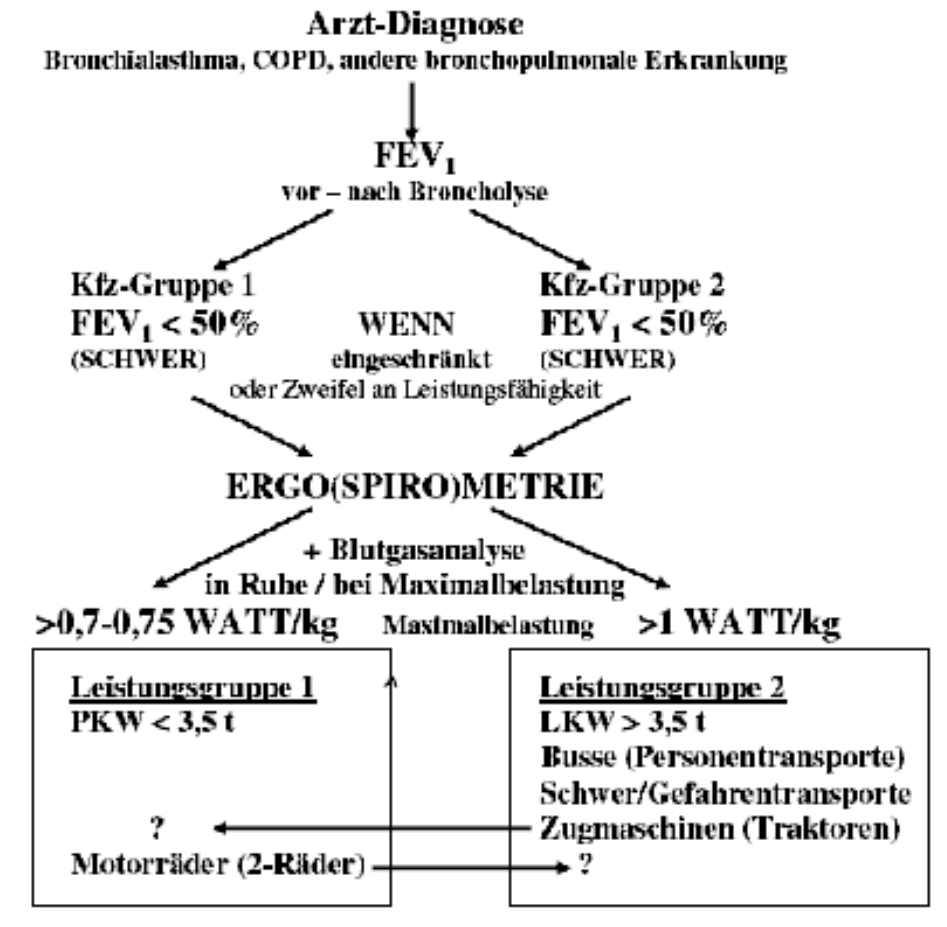 Arzt-Diagnose
Bronchialasthma, COPD, andere bronchopulmonale Erkrankung
FEV₁
vor – nach Broncholyse
Kfz-Gruppe 1
FEV₁ < 50%
(SCHWER)
WENN
eingeschränkt
oder Zweifel an Leistungsfähigkeit
Kfz-Gruppe 2
FEV₁ < 50%
(SCHWER)
ERGO(SPIRO)METRIE
+ Blutgasanalyse
in Ruhe / bei Maximalbelastung
>0,7-0,75 WATT/kg
Maximalbelastung
>1 WATT/kg
Leistungsgruppe 1
PKW < 3,5 t
?
Motorräder (2-Räder)
Leistungsgruppe 2
LKW > 3,5 t
Busse (Personentransporte)
Schwer/Gefahrentransporte
Zugmaschinen (Traktoren)
?